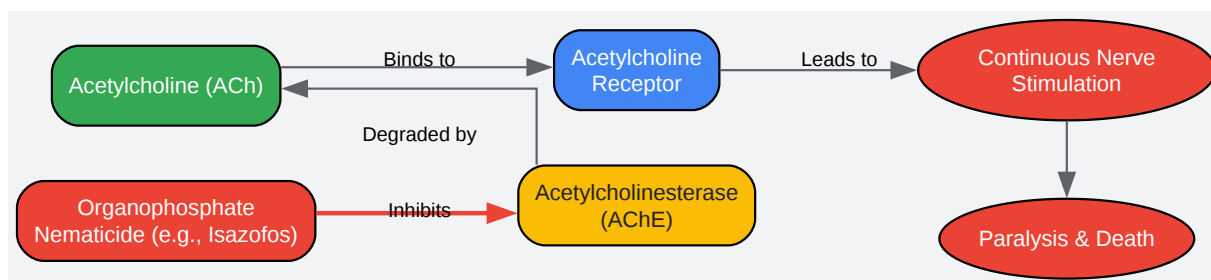 Acetylcholine (ACh)
Binds to
Acetylcholine
Receptor
Leads to
Continuous Nerve
Stimulation
Degraded by
Organophosphate
Nematicide (e.g., Isazofos)
Inhibits
Acetylcholinesterase
(AChE)
Paralysis & Death